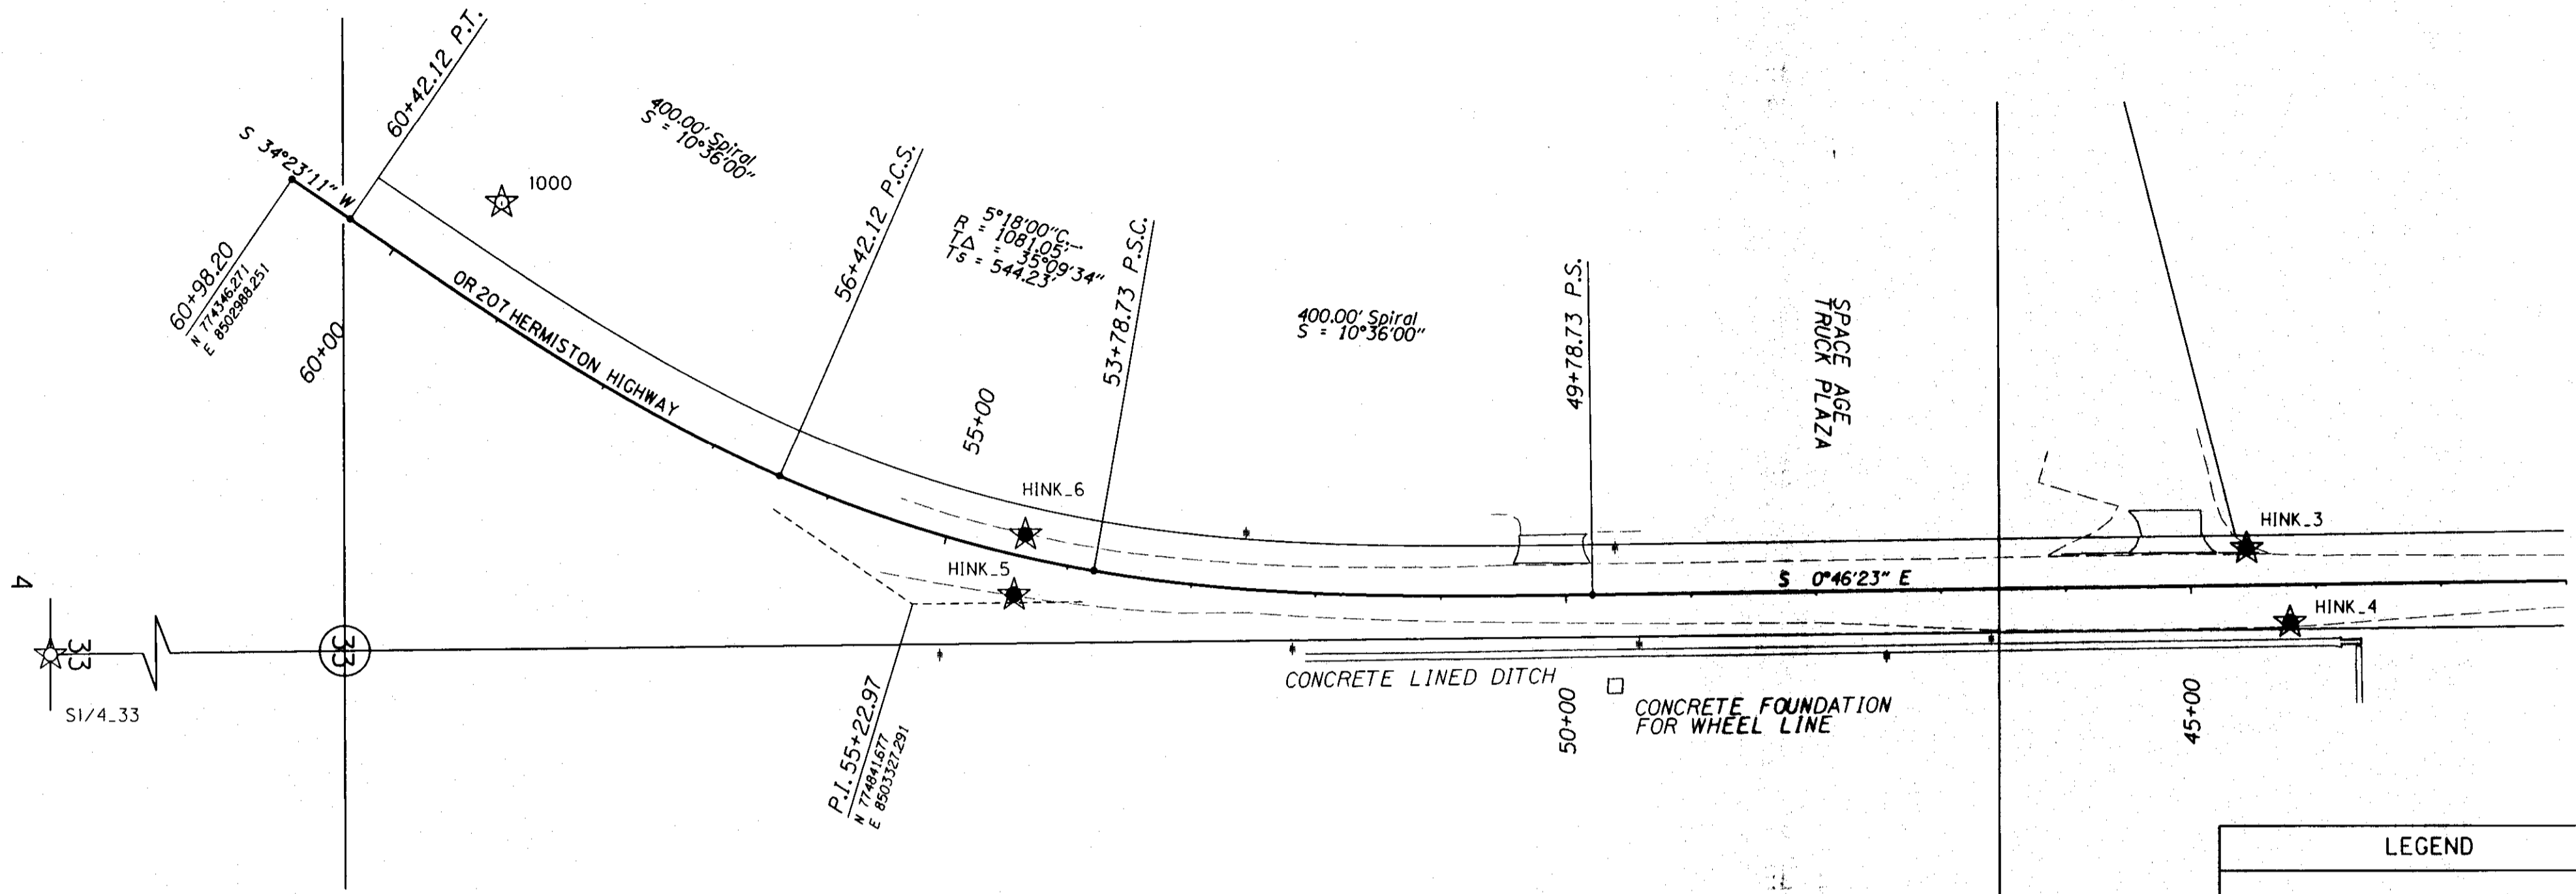 60+42.12 P.T.
S 34°23'11" W
1000
400.00' Spiral
S = 10°36'00"
56+42.12 P.C.S.
5°18'00"C.
R = 1081.05'
T△ = 35°09'34"
Ts = 544.23'
53+78.73 P.S.C.
400.00' Spiral
S = 10°36'00"
49+78.73 P.S.
SPACE AGE
TRUCK PLAZA
60+98.20
N 774346.271
E 8502988.251
60+00
OR 207 HERMISTON HIGHWAY
55+00
HINK_6
HINK_5
HINK_3
S 0°46'23" E
HINK_4
4
33
33
S1/4_33
P.I. 55+22.97
N 774841.677
E 8503327.291
CONCRETE LINED DITCH
50+00
CONCRETE FOUNDATION
FOR WHEEL LINE
45+00
LEGEND